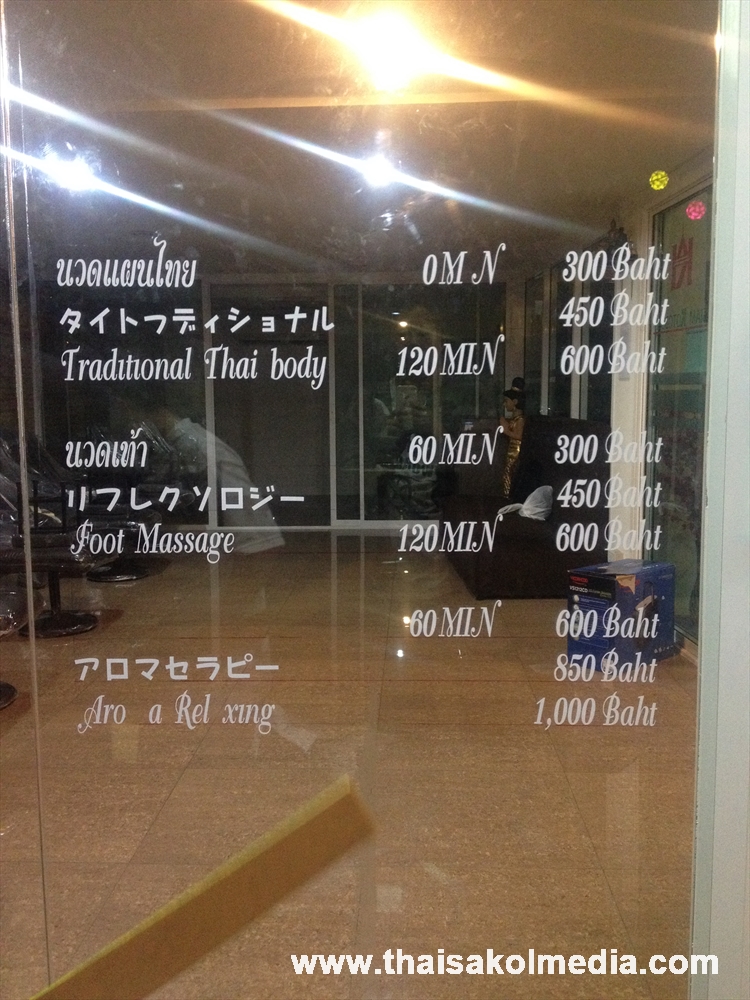 นวดแผนไทย 0M N 300 Baht
タイトラディショナル 450 Baht
Traditional Thai body 120 MIN 600 Baht
นวดเท้า 60 MIN 300 Baht
リフレクソロジー 450 Baht
Foot Massage 120 MIN 600 Baht
60 MIN 600 Baht
アロマセラピー 850 Baht
Aro a Rel xing 1,000 Baht
www.thaisakolmedia.com